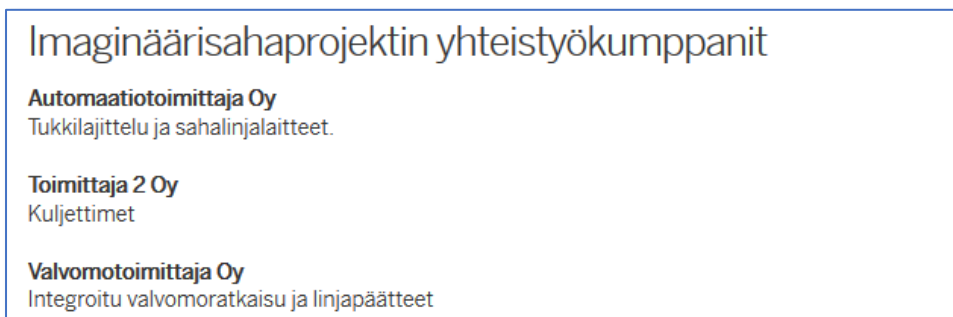 Imaginäärisahaprojektin yhteistyökumppanit
Automaatiotoimittaja Oy
Tukkilajittelu ja sahalinjalaitteet.
Toimittaja 2 Oy
Kuljettimet
Valvomotoimittaja Oy
Integroitu valvomoratkaisu ja linjapäätteet